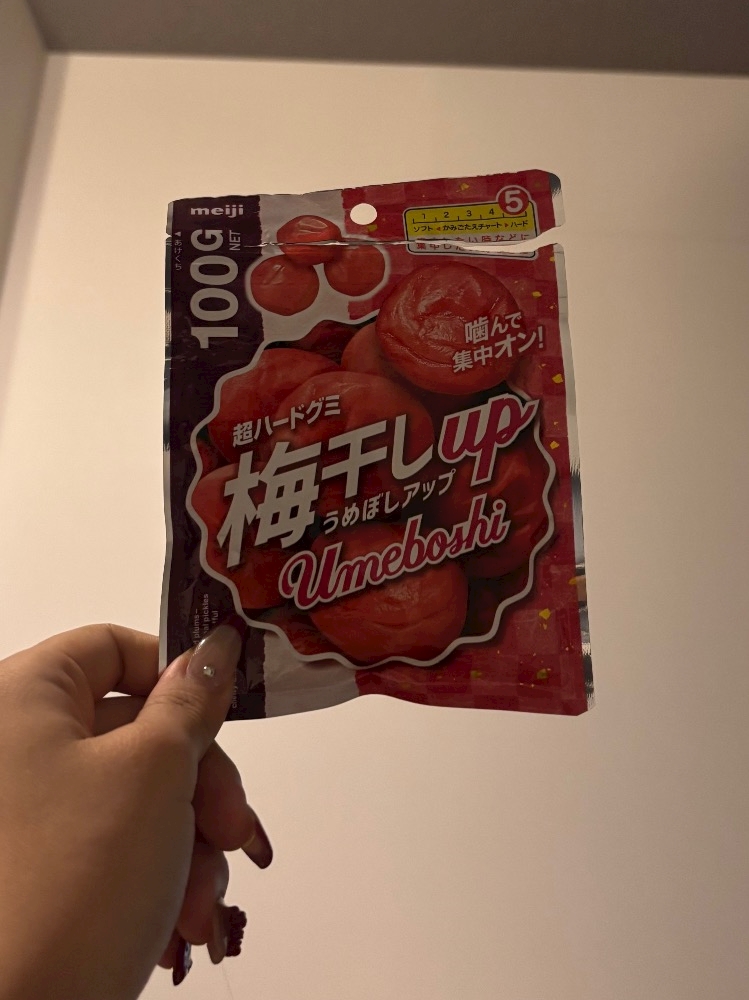 meiji
100G NET
あけくち
1 2 3 4 5
ソフト かみごたえチャート ハード
噛んで
集中オン!
超ハードグミ
梅干しup
うめぼしアップ
Umeboshi
plums –
pickles